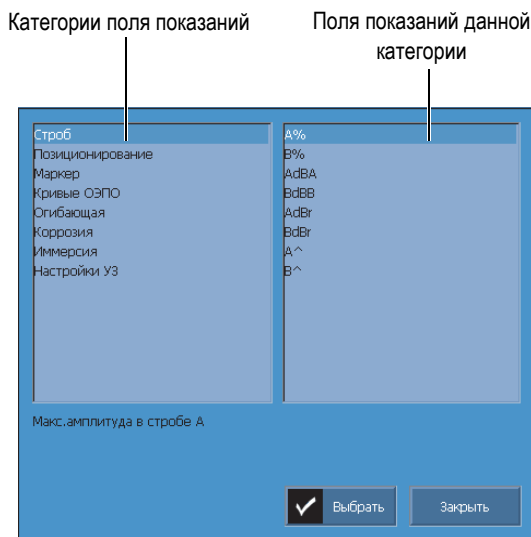 Категории поля показаний
Поля показаний данной
категории
Строб
Позиционирование
Маркер
Кривые ОЭПО
Огибающая
Коррозия
Иммерсия
Настройки УЗ
A%
B%
AdBA
BdBB
AdBr
BdBr
A^
B^
Макс.амплитуда в стробе A
Выбрать
Закрыть